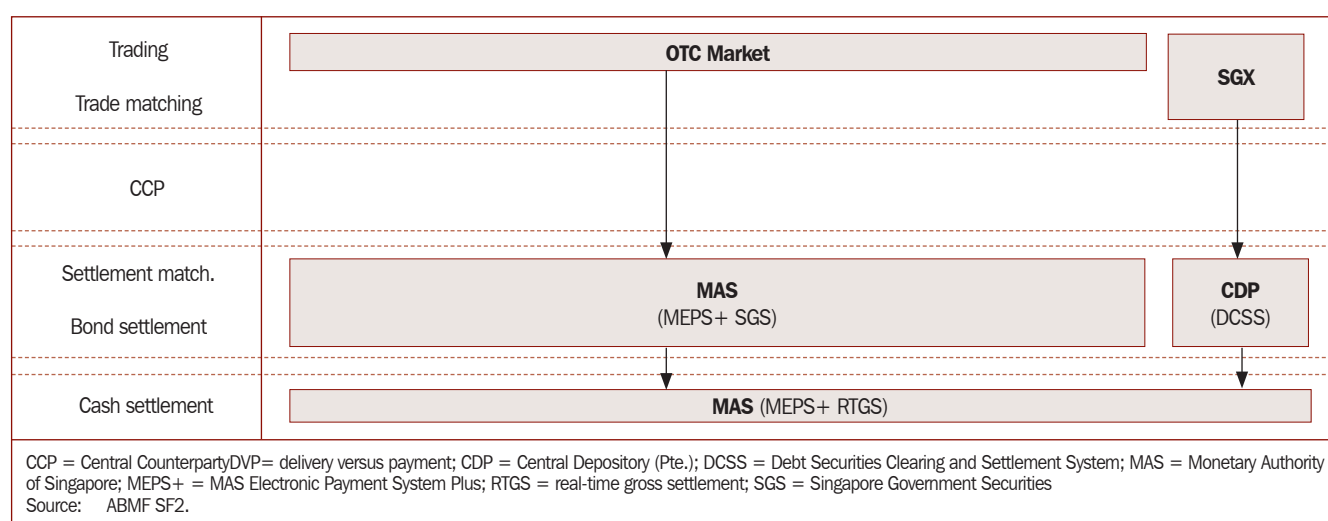 Trading
OTC Market
SGX
Trade matching
CCP
Settlement match.
MAS
(MEPS+ SGS)
CDP
(DCSS)
Bond settlement
Cash settlement
MAS (MEPS+ RTGS)
CCP = Central CounterpartyDVP= delivery versus payment; CDP = Central Depository (Pte.); DCSS = Debt Securities Clearing and Settlement System; MAS = Monetary Authority
of Singapore; MEPS+ = MAS Electronic Payment System Plus; RTGS = real-time gross settlement; SGS = Singapore Government Securities
Source: ABMF SF2.